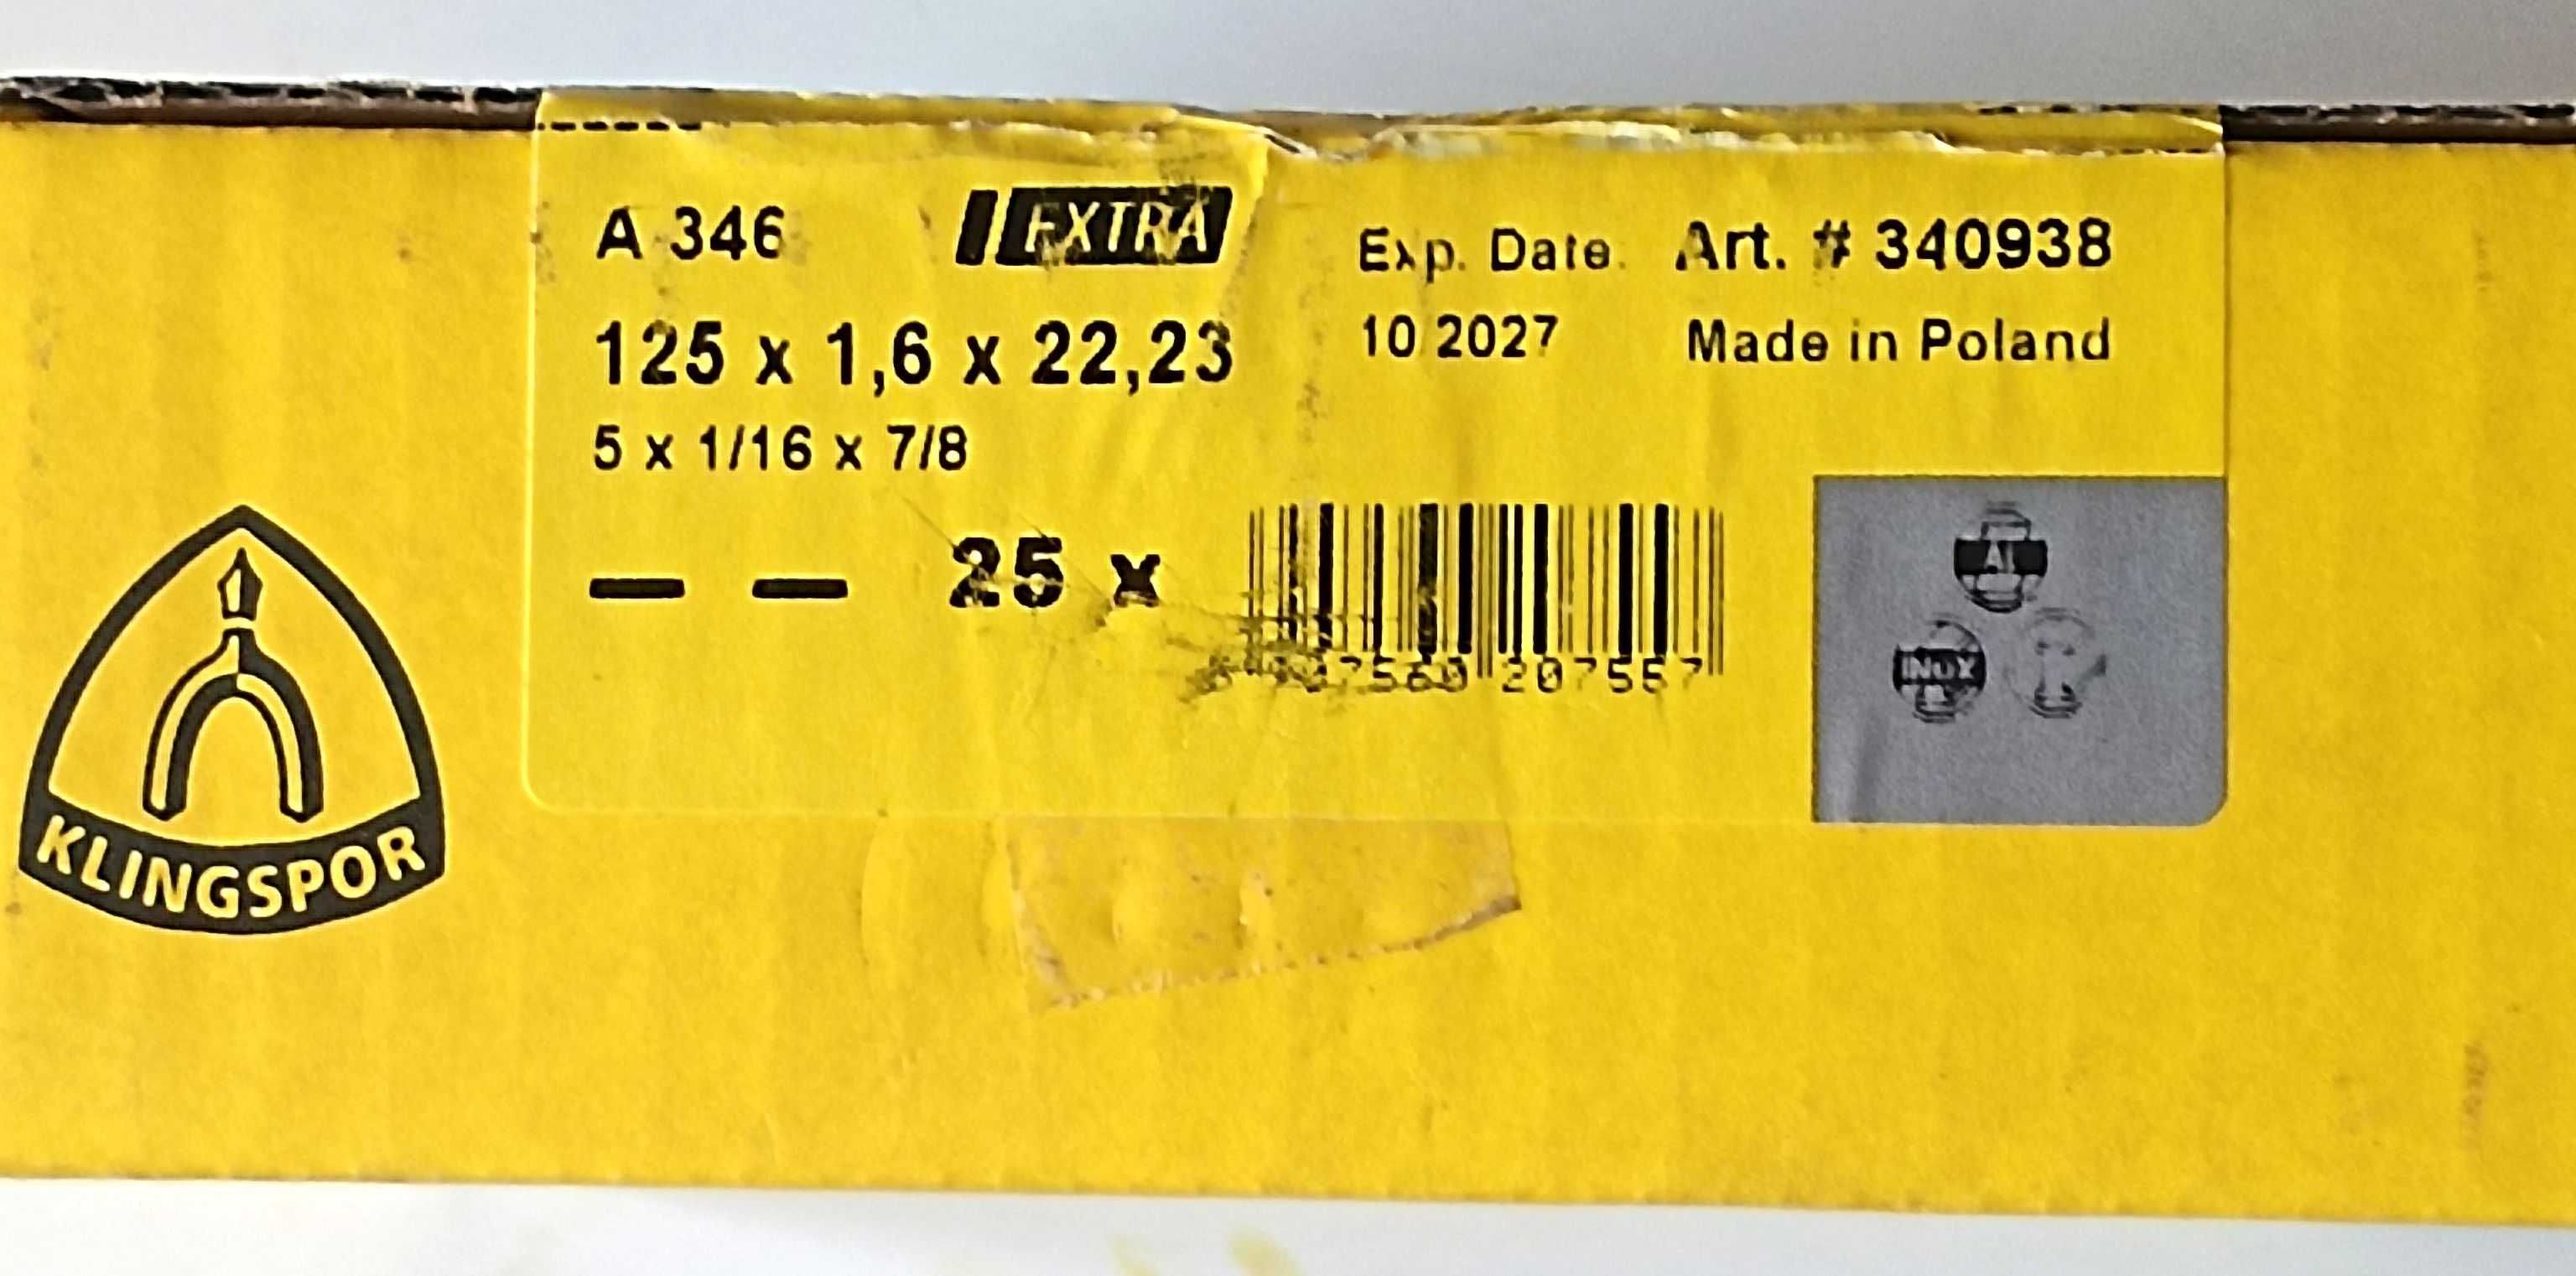 A 346 EXTRA
125 x 1,6 x 22,23
5 x 1/16 x 7/8
— — 25 x
Exp. Date Art. # 340938
10 2027 Made in Poland
207557
INOX
KLINGSPOR